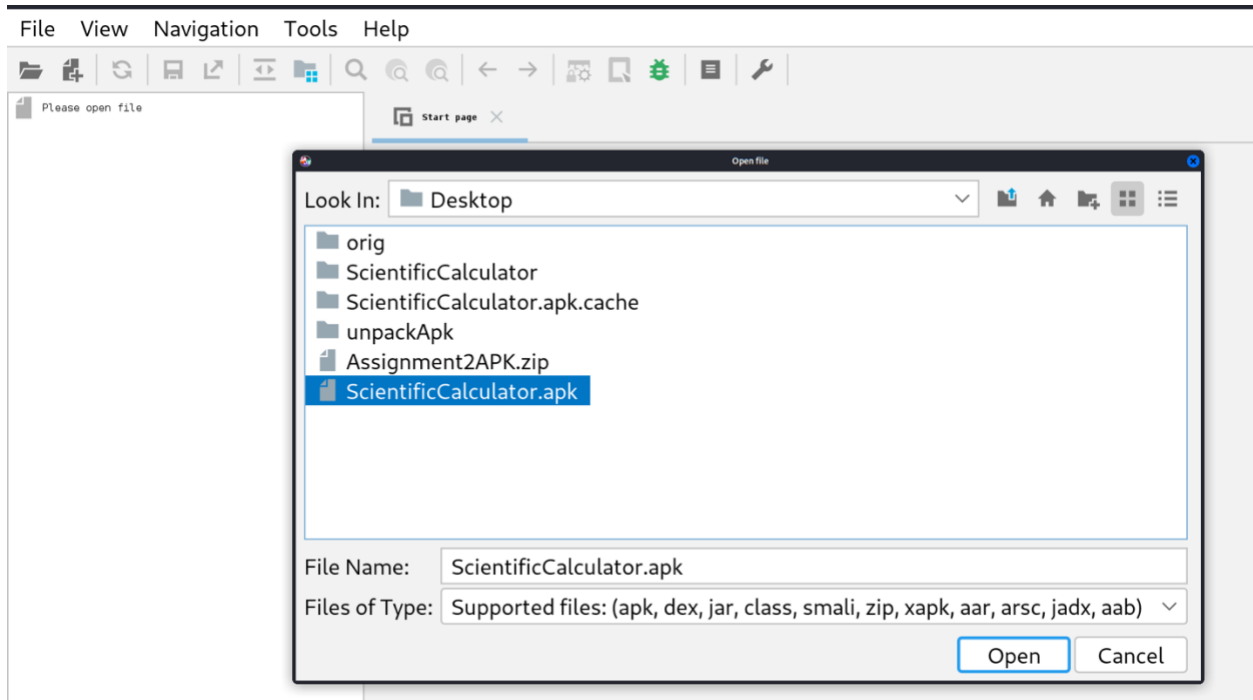 File View Navigation Tools Help
Please open file
Start page
Open file
Look In: Desktop
orig
ScientificCalculator
ScientificCalculator.apk.cache
unpackApk
Assignment2APK.zip
ScientificCalculator.apk
File Name: ScientificCalculator.apk
Files of Type: Supported files: (apk, dex, jar, class, smali, zip, xapk, aar, arsc, jadx, aab)
Open Cancel